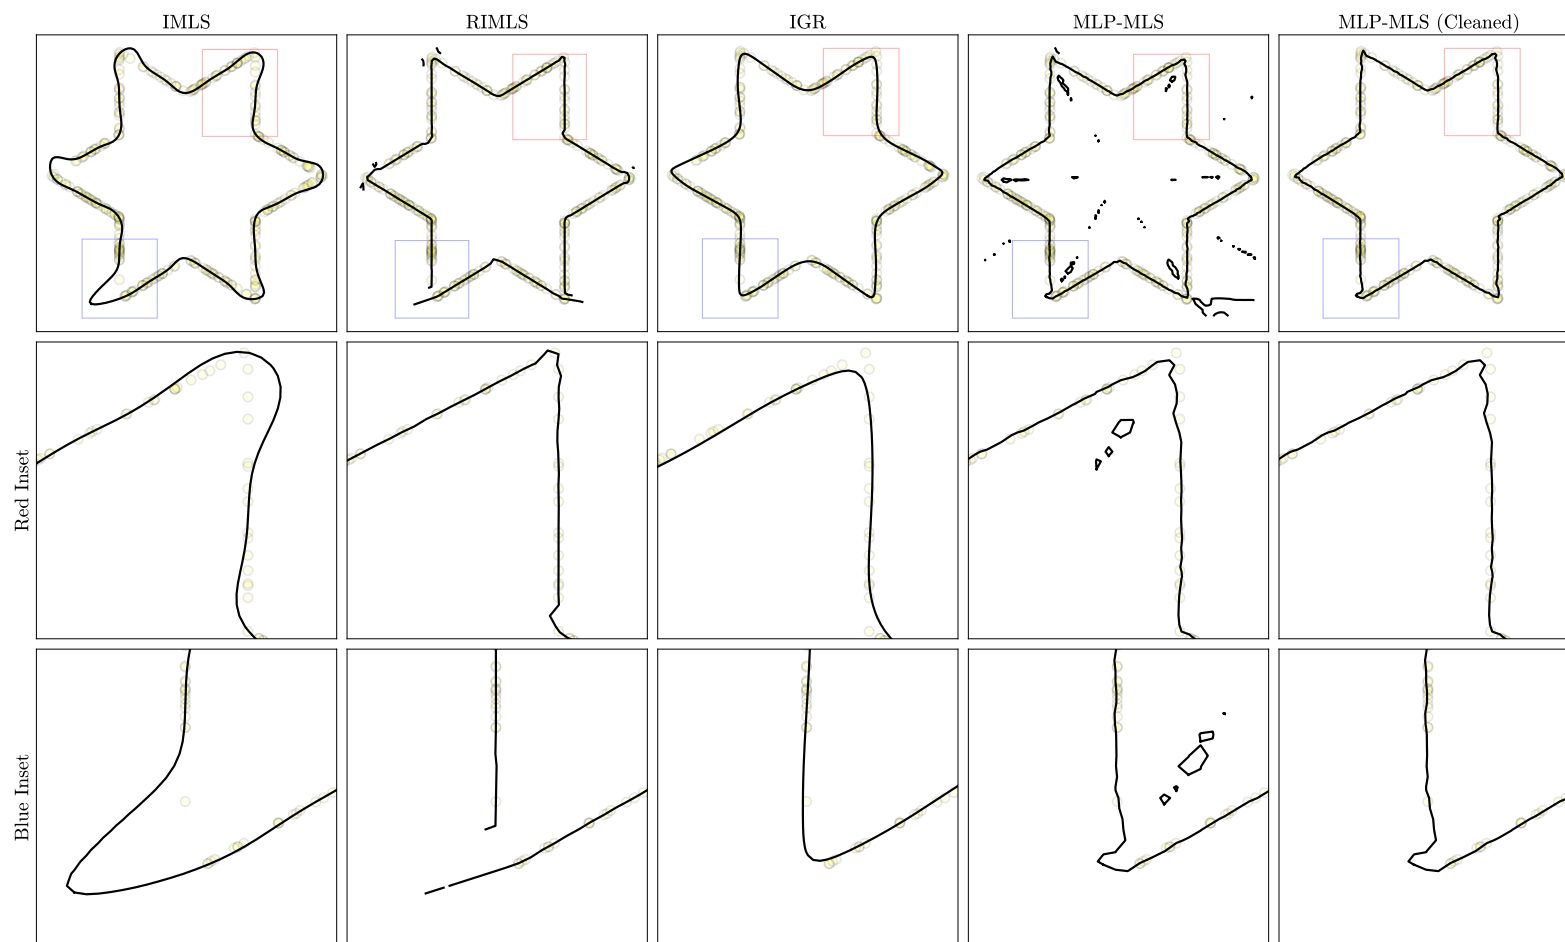 IMLS
RIMLS
IGR
MLP-MLS
MLP-MLS (Cleaned)
Red Inset
Blue Inset